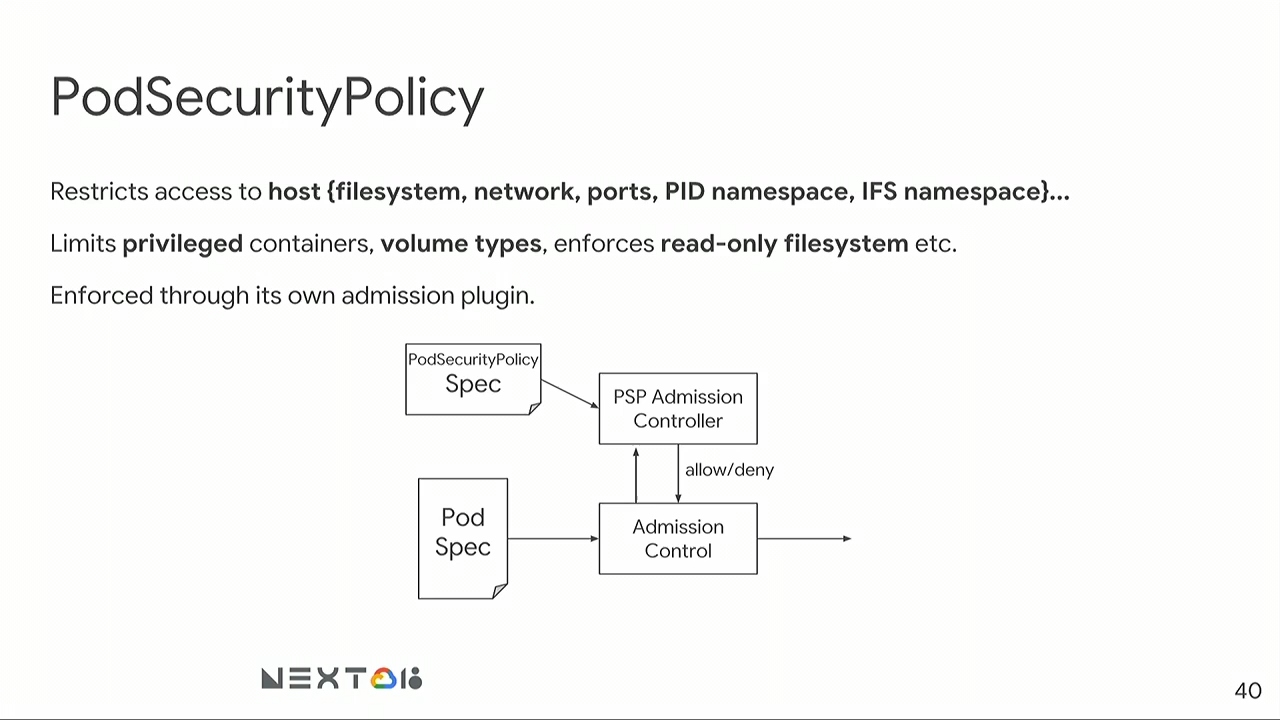 PodSecurityPolicy
Restricts access to host {filesystem, network, ports, PID namespace, IFS namespace}...
Limits privileged containers, volume types, enforces read-only filesystem etc.
Enforced through its own admission plugin.
PodSecurityPolicy
Spec
PSP Admission
Controller
allow/deny
Pod
Spec
Admission
Control
NEXT 18
40